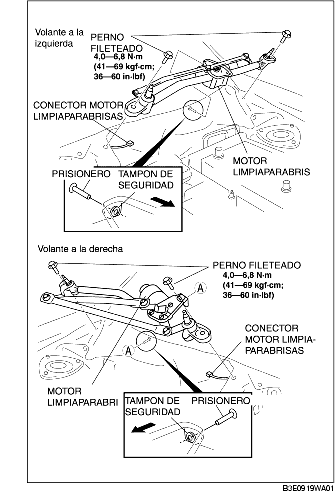 Volante a la
izquierda
PERNO
FILETEADO
4,0—6,8 N·m
(41—69 kgf·cm;
36—60 in·lbf)
CONECTOR MOTOR
LIMPIAPARABRISAS
MOTOR
LIMPIAPARABRIS
PRISIONERO
TAMPON DE
SEGURIDAD
Volante a la derecha
PERNO FILETEADO
4,0—6,8 N·m
(41—69 kgf·cm;
36—60 in·lbf)
A
A
CONECTOR
MOTOR LIMPIA-
PARABRISAS
MOTOR
LIMPIAPARABRI
TAMPON DE
SEGURIDAD
PRISIONERO
B3E0919WA01